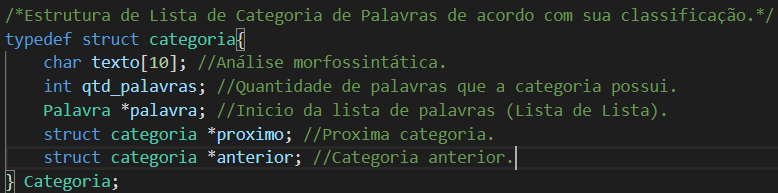 /*Estrutura de Lista de Categoria de Palavras de acordo com sua classificação.*/
typedef struct categoria{
    char texto[10]; //Análise morfossintática.
    int qtd_palavras; //Quantidade de palavras que a categoria possui.
    Palavra *palavra; //Inicio da lista de palavras (Lista de Lista).
    struct categoria *proximo; //Proxima categoria.
    struct categoria *anterior; //Categoria anterior.
} Categoria;